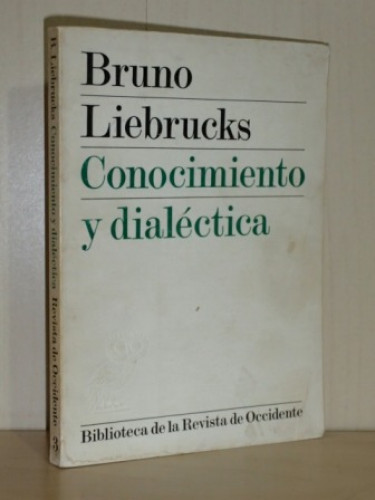 Bruno
Liebrucks
Conocimiento
y dialéctica
Biblioteca de la Revista de Occidente
B. Liebrucks Conocimiento y dialéctica Revista de Occidente